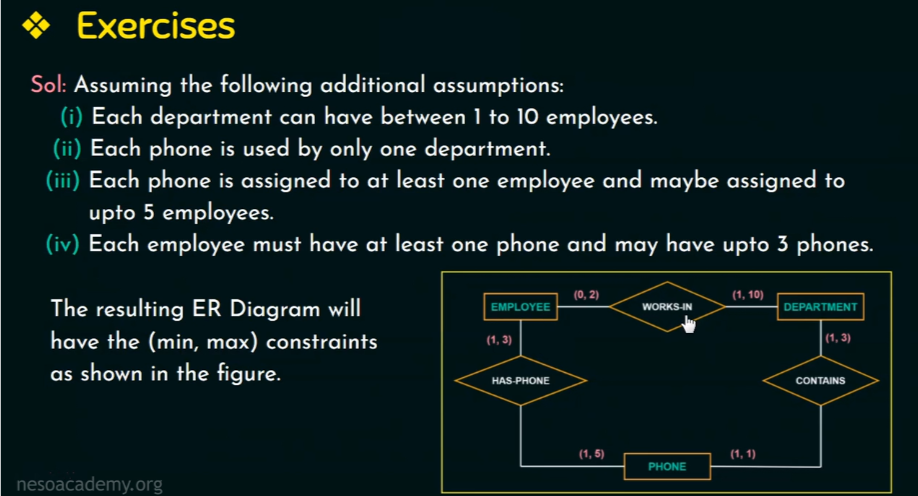 ❖ Exercises
Sol: Assuming the following additional assumptions:
(i) Each department can have between 1 to 10 employees.
(ii) Each phone is used by only one department.
(iii) Each phone is assigned to at least one employee and maybe assigned to
upto 5 employees.
(iv) Each employee must have at least one phone and may have upto 3 phones.
The resulting ER Diagram will
have the (min, max) constraints
as shown in the figure.
EMPLOYEE (0, 2) WORKS-IN (1, 10) DEPARTMENT
(1, 3) (1, 3)
HAS-PHONE CONTAINS
(1, 5) PHONE (1, 1)
nesoacademy.org